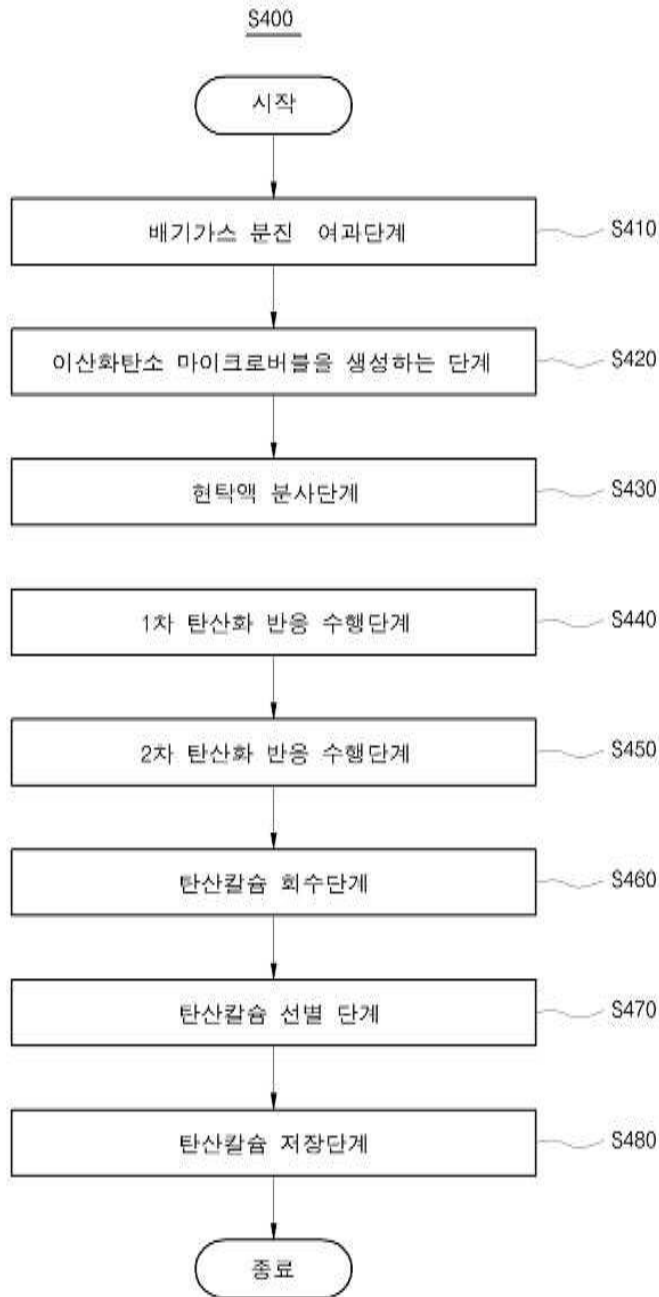 S400
시작
배기가스 분진 여과단계
S410
이산화탄소 마이크로버블을 생성하는 단계
S420
현탁액 분사단계
S430
1차 탄산화 반응 수행단계
S440
2차 탄산화 반응 수행단계
S450
탄산칼슘 회수단계
S460
탄산칼슘 선별 단계
S470
탄산칼슘 저장단계
S480
종료